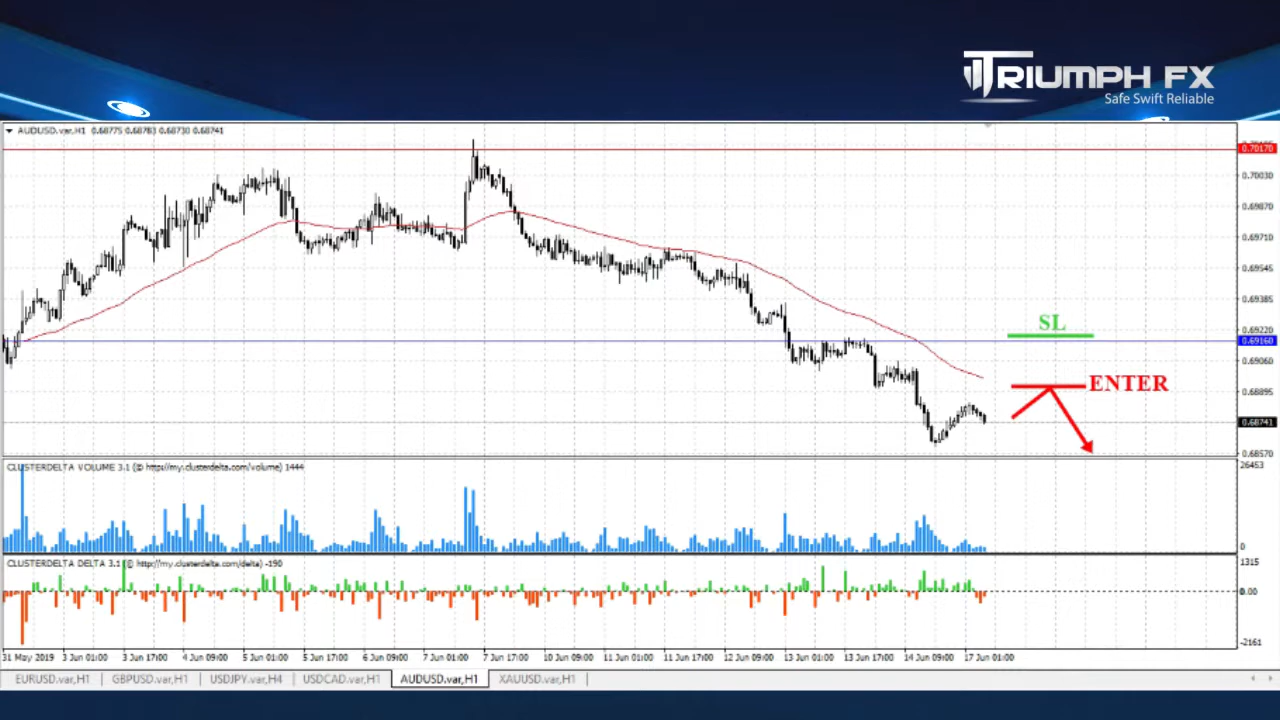 TRIUMPH FX
Safe Swift Reliable
AUDUSD.var,H1 0.68775 0.68783 0.68730 0.68741
0.70170
0.70030
0.69870
0.69710
0.69545
0.69385
SL
0.69220
0.69160
0.69060
ENTER
0.68895
0.68741
0.68570
CLUSTERDELTA VOLUME 3.1 (© http://my.clusterdelta.com/volume) 1444
26453
0
CLUSTERDELTA DELTA 3.1 (© http://my.clusterdelta.com/delta) -190
1315
0.00
-2161
31 May 2019 3 Jun 01:00 3 Jun 17:00 4 Jun 09:00 5 Jun 01:00 5 Jun 17:00 6 Jun 09:00 7 Jun 01:00 7 Jun 17:00 10 Jun 09:00 11 Jun 01:00 11 Jun 17:00 12 Jun 09:00 13 Jun 01:00 13 Jun 17:00 14 Jun 09:00 17 Jun 01:00
EURUSD.var,H1 GBPUSD.var,H1 USDJPY.var,H4 USDCAD.var,H1 AUDUSD.var,H1 XAUUSD.var,H1